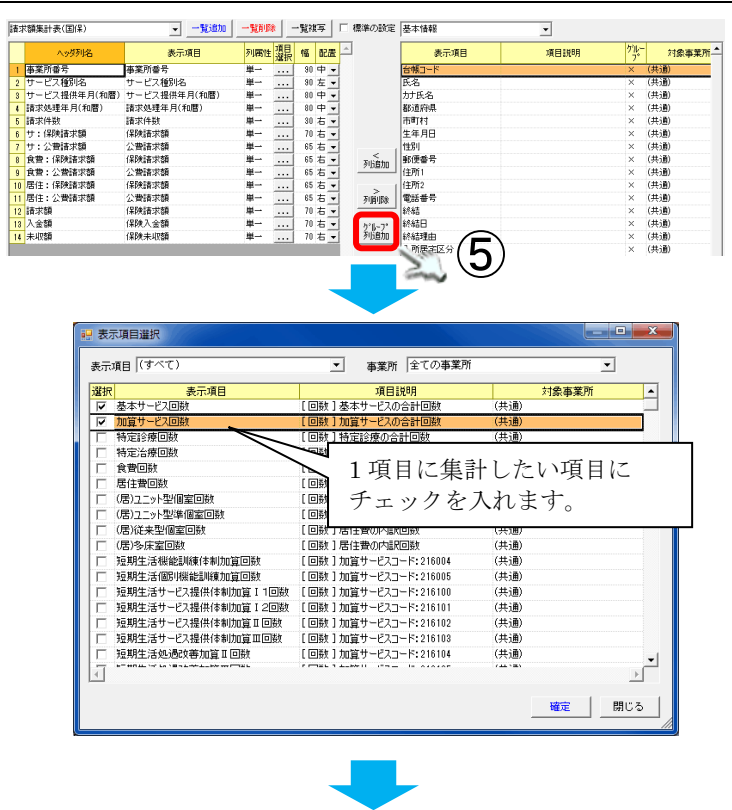 請求額集計表(国保) 一覧追加 一覧削除 一覧複写 標準の設定 基本情報
ヘッダ列名 表示項目 列属性 項目選択 幅 配置
1 事業所番号 事業所番号 単一 ... 90 中
2 サービス種別名 サービス種別名 単一 ... 90 左
3 サービス提供年月(和暦) サービス提供年月(和暦) 単一 ... 80 中
4 請求処理年月(和暦) 請求処理年月(和暦) 単一 ... 80 中
5 請求件数 請求件数 単一 ... 30 右
6 サ：保険請求額 保険請求額 単一 ... 70 右
7 サ：公費請求額 公費請求額 単一 ... 65 右
8 食費：保険請求額 保険請求額 単一 ... 65 右
9 食費：公費請求額 公費請求額 単一 ... 65 右
10 居住：保険請求額 保険請求額 単一 ... 65 右
11 居住：公費請求額 公費請求額 単一 ... 65 右
12 請求額 保険請求額 単一 ... 70 右
13 入金額 保険入金額 単一 ... 70 右
14 未収額 保険未収額 単一 ... 70 右
<
列追加
>
列削除
ｸﾞﾙｰﾌﾟ
列追加
⑤
表示項目 項目説明 ｸﾞﾙｰﾌﾟ 対象事業所
台帳コード × (共通)
氏名 × (共通)
カナ氏名 × (共通)
都道府県 × (共通)
市町村 × (共通)
生年月日 × (共通)
性別 × (共通)
郵便番号 × (共通)
住所1 × (共通)
住所2 × (共通)
電話番号 × (共通)
終結 × (共通)
終結日 × (共通)
終結理由 × (共通)
所居宅区分 × (共通)
表示項目選択
表示項目 (すべて) 事業所 全ての事業所
選択 表示項目 項目説明 対象事業所
基本サービス回数 [回数]基本サービスの合計回数 (共通)
加算サービス回数 [回数]加算サービスの合計回数 (共通)
特定診療回数 [回数]特定診療の合計回数 (共通)
特定治療回数
食費回数
居住費回数
(居)ユニット型個室回数
(居)ユニット型準個室回数
(居)従来型個室回数 [回数]居住費の内訳回数 (共通)
(居)多床室回数 [回数]居住費の内訳回数 (共通)
短期生活機能訓練体制加算回数 [回数]加算サービスコード:216004 (共通)
短期生活個別機能訓練加算回数 [回数]加算サービスコード:216005 (共通)
短期生活サービス提供体制加算Ⅰ1回数 [回数]加算サービスコード:216100 (共通)
短期生活サービス提供体制加算Ⅰ2回数 [回数]加算サービスコード:216101 (共通)
短期生活サービス提供体制加算Ⅱ回数 [回数]加算サービスコード:216102 (共通)
短期生活サービス提供体制加算Ⅲ回数 [回数]加算サービスコード:216103 (共通)
短期生活処遇改善加算Ⅱ回数 [回数]加算サービスコード:216104 (共通)
1項目に集計したい項目に
チェックを入れます。
確定 閉じる